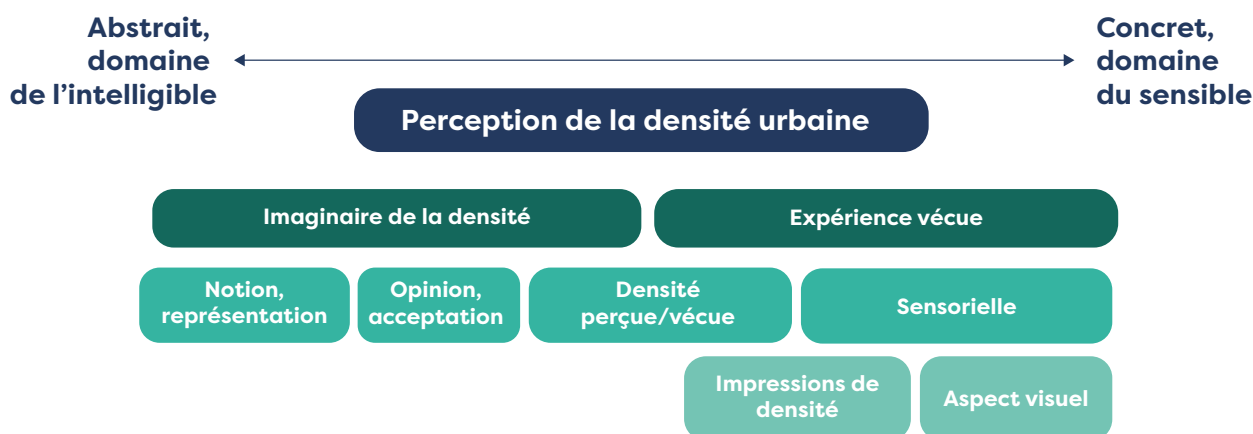 Abstrait,
domaine
de l'intelligible
Concret,
domaine
du sensible
Perception de la densité urbaine
Imaginaire de la densité
Expérience vécue
Notion,
représentation
Opinion,
acceptation
Densité
perçue/vécue
Sensorielle
Impressions de
densité
Aspect visuel